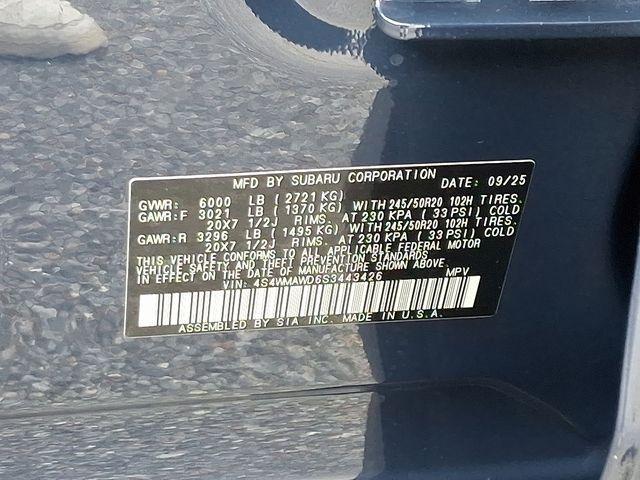 MFD BY SUBARU CORPORATION DATE: 09/25
GVWR: 6000 LB (2721KG)
GAWR:F 3021 LB (1370 KG) WITH 245/50R20 102H TIRES.
20X7 1/2J RIMS. AT 230 KPA (33 PSI) COLD
GAWR:R 3296 LB (1495 KG) WITH 245/50R20 102H TIRES.
20X7 1/2J RIMS. AT 230 KPA (33 PSI) COLD
THIS VEHICLE CONFORMS TO ALL APPLICABLE FEDERAL MOTOR
VEHICLE SAFETY AND THEFT PREVENTION STANDARDS
IN EFFECT ON THE DATE OF MANUFACTURE SHOWN ABOVE.
VIN: 4S4WMAWD6S3443426 MPV
ASSEMBLED BY SIA INC. MADE IN U.S.A.